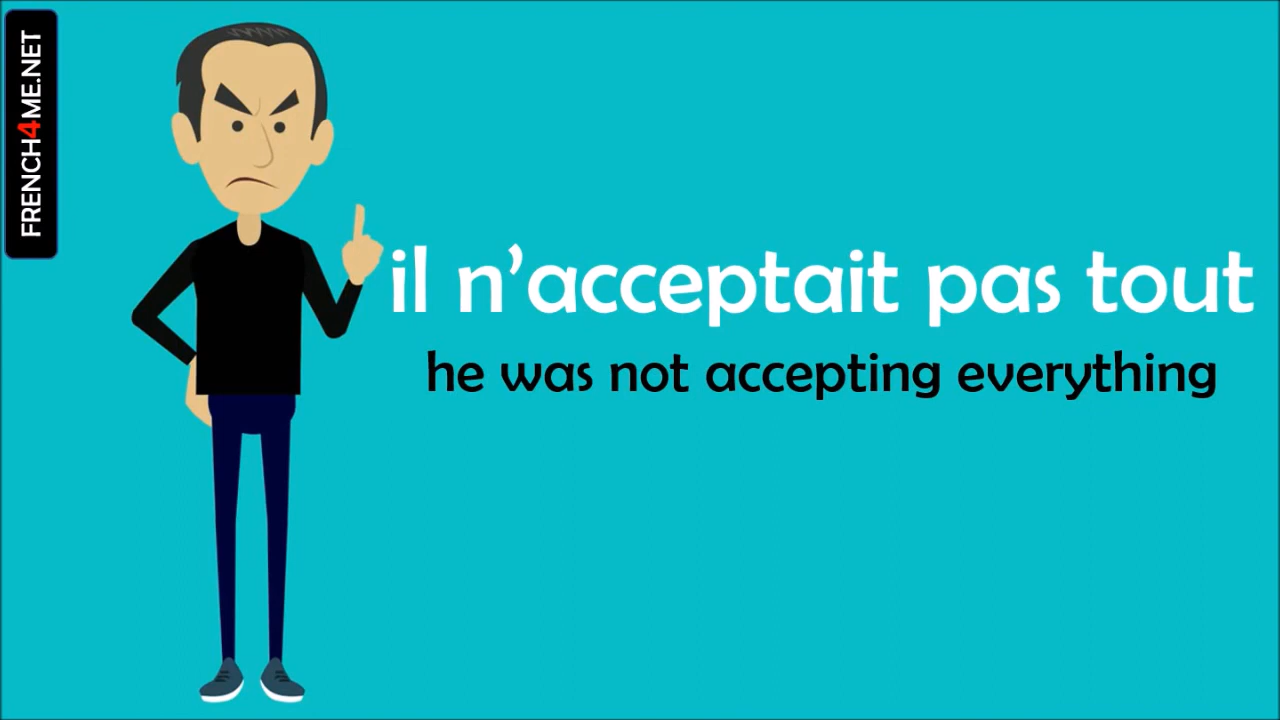 FRENCH4ME.NET
il n’acceptait pas tout
he was not accepting everything